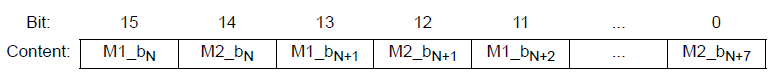 Bit: 15 14 13 12 11 ... 0
Content: M1_bN M2_bN M1_bN+1 M2_bN+1 M1_bN+2 ... M2_bN+7